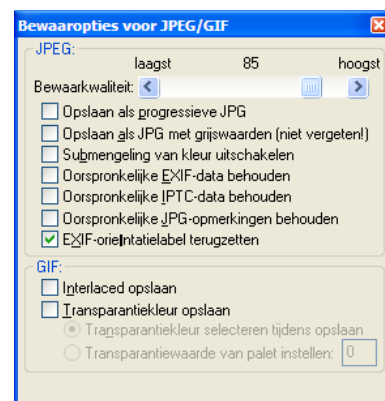 Bewaaropties voor JPEG/GIF
JPEG:
laagst 85 hoogst
Bewaarkwaliteit:
Opslaan als progressieve JPG
Opslaan als JPG met grijswaarden (niet vergeten!)
Submengeling van kleur uitschakelen
Oorspronkelijke EXIF-data behouden
Oorspronkelijke IPTC-data behouden
Oorspronkelijke JPG-opmerkingen behouden
EXIF-orieIntatielabel terugzetten
GIF:
Interlaced opslaan
Transparantiekleur opslaan
Transparantiekleur selecteren tijdens opslaan
Transparantiewaarde van palet instellen: 0